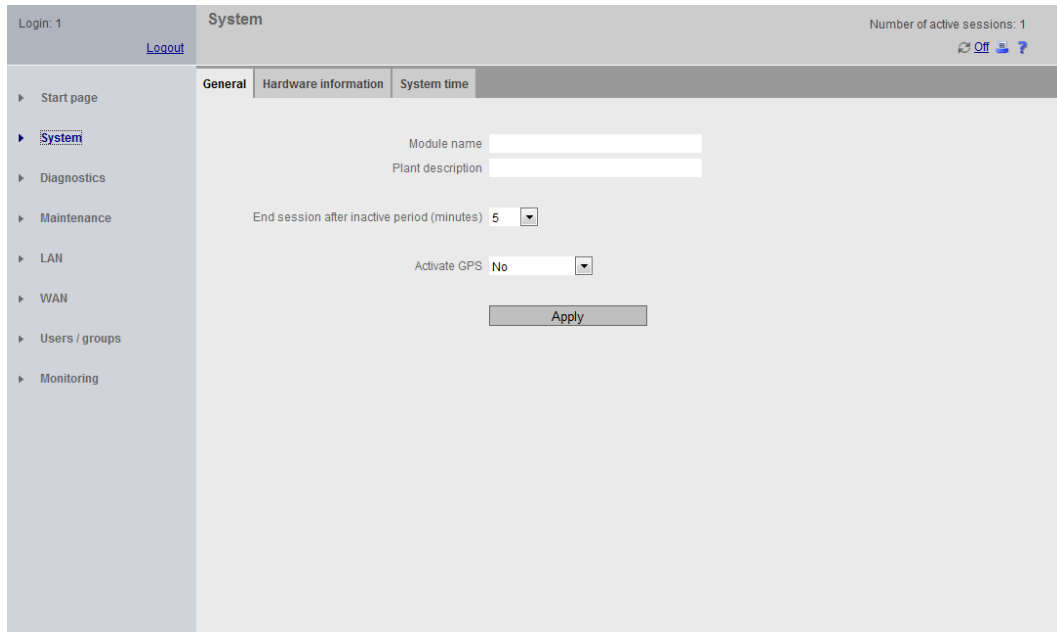 Login: 1
Logout
System
Number of active sessions: 1
Off ?
Start page
System
Diagnostics
Maintenance
LAN
WAN
Users / groups
Monitoring
General Hardware information System time
Module name
Plant description
End session after inactive period (minutes) 5
Activate GPS No
Apply